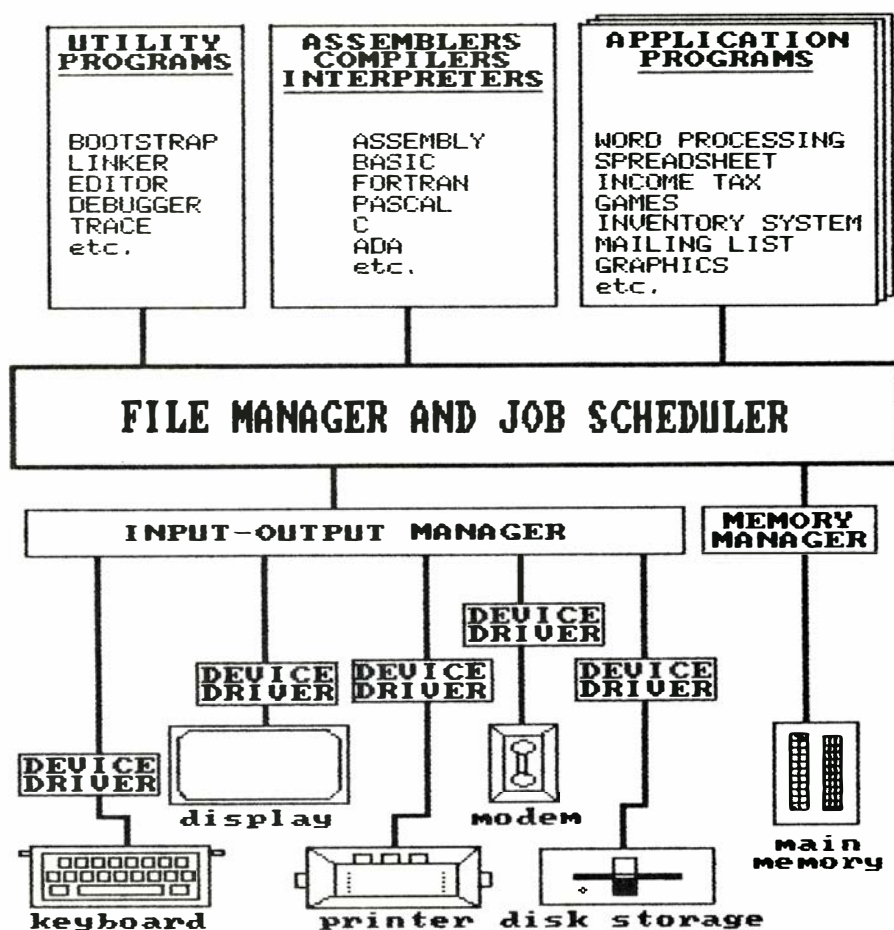 UTILITY
PROGRAMS
BOOTSTRAP
LINKER
EDITOR
DEBUGGER
TRACE
etc.
ASSEMBLERS
COMPILERS
INTERPRETERS
ASSEMBLY
BASIC
FORTRAN
PASCAL
C
ADA
etc.
APPLICATION
PROGRAMS
WORD PROCESSING
SPREADSHEET
INCOME TAX
GAMES
INVENTORY SYSTEM
MAILING LIST
GRAPHICS
etc.
FILE MANAGER AND JOB SCHEDULER
INPUT-OUTPUT MANAGER
MEMORY
MANAGER
DEVICE
DRIVER
DEVICE
DRIVER
DEVICE
DRIVER
DEVICE
DRIVER
DEVICE
DRIVER
display
modem
main
memory
keyboard
printer
disk storage